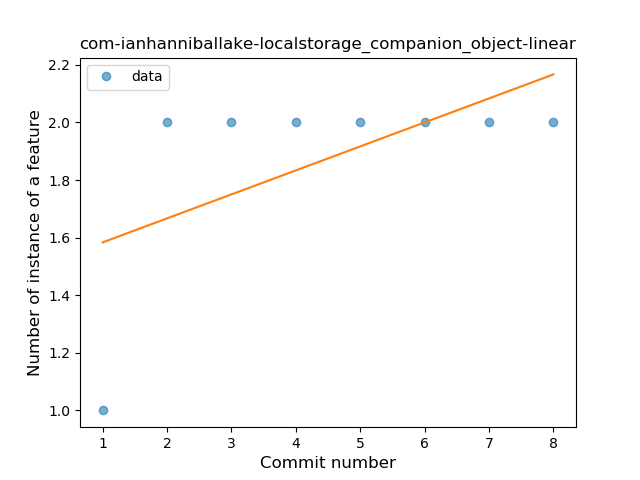 com-ianhanniballake-localstorage_companion_object-linear
data
Number of instance of a feature
2.2
2.0
1.8
1.6
1.4
1.2
1.0
1 2 3 4 5 6 7 8
Commit number